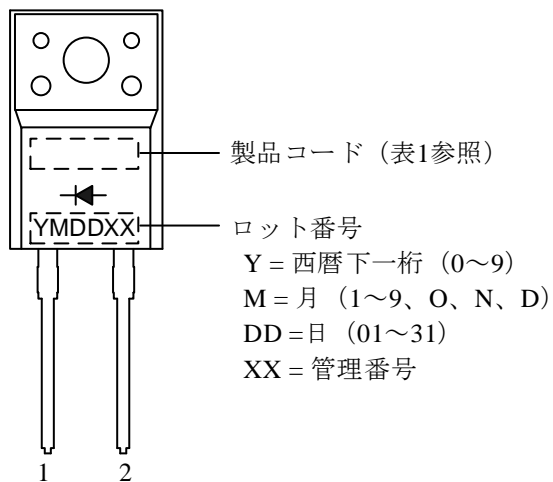 製品コード（表1参照）
YMDDXX
ロット番号
Y = 西暦下一桁（0～9）
M = 月（1～9、O、N、D）
DD =日（01～31）
XX = 管理番号
1 2